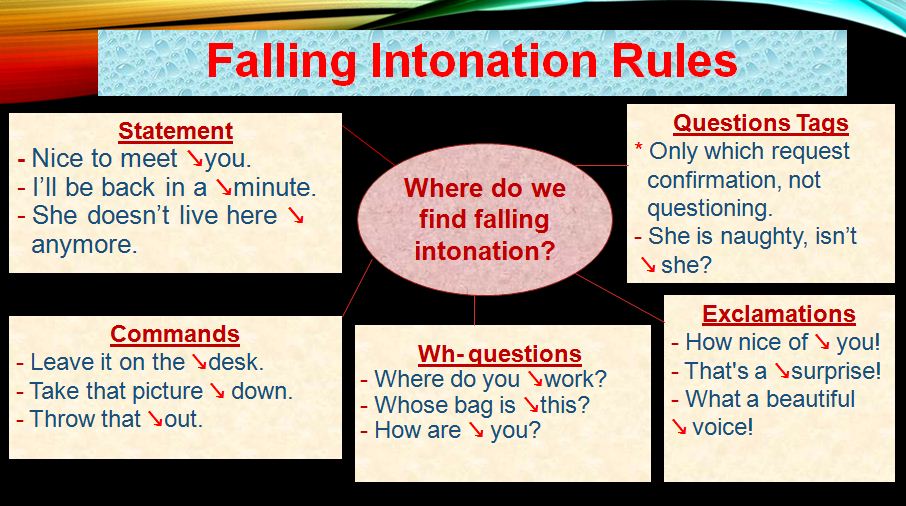 Falling Intonation Rules
Statement
- Nice to meet ↘you.
- I’ll be back in a ↘minute.
- She doesn’t live here ↘
anymore.
Where do we
find falling
intonation?
Questions Tags
* Only which request
confirmation, not
questioning.
- She is naughty, isn’t
↘ she?
Commands
- Leave it on the ↘desk.
- Take that picture ↘ down.
- Throw that ↘out.
Wh- questions
- Where do you ↘work?
- Whose bag is ↘this?
- How are ↘ you?
Exclamations
- How nice of ↘ you!
- That's a ↘surprise!
- What a beautiful
↘ voice!